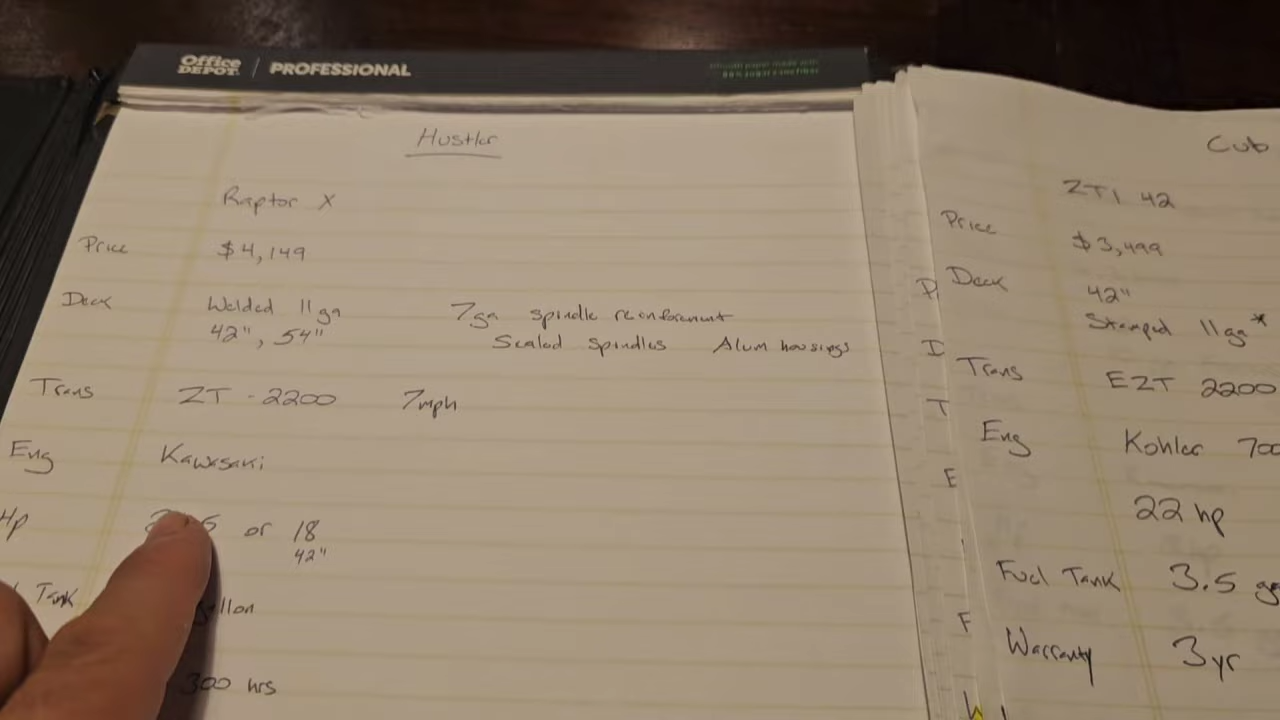 Office DEPOT | PROFESSIONAL
Hustler
Raptor X
Price $4,149
Deck Welded 11ga 7ga spindle reinforcment
42", 54" Sealed Spindles Alum housings
Trans ZT - 2200 7mph
Eng Kawasaki
Hp or 18
42"
Tank
300 hrs
Cub
ZT1 42
Price $3,499
Deck 42"
Stamped 11ga*
Trans EZT 2200
Eng Kohler 700
22 hp
Fuel Tank 3.5
Warranty 3yr
P
D
T
E
F